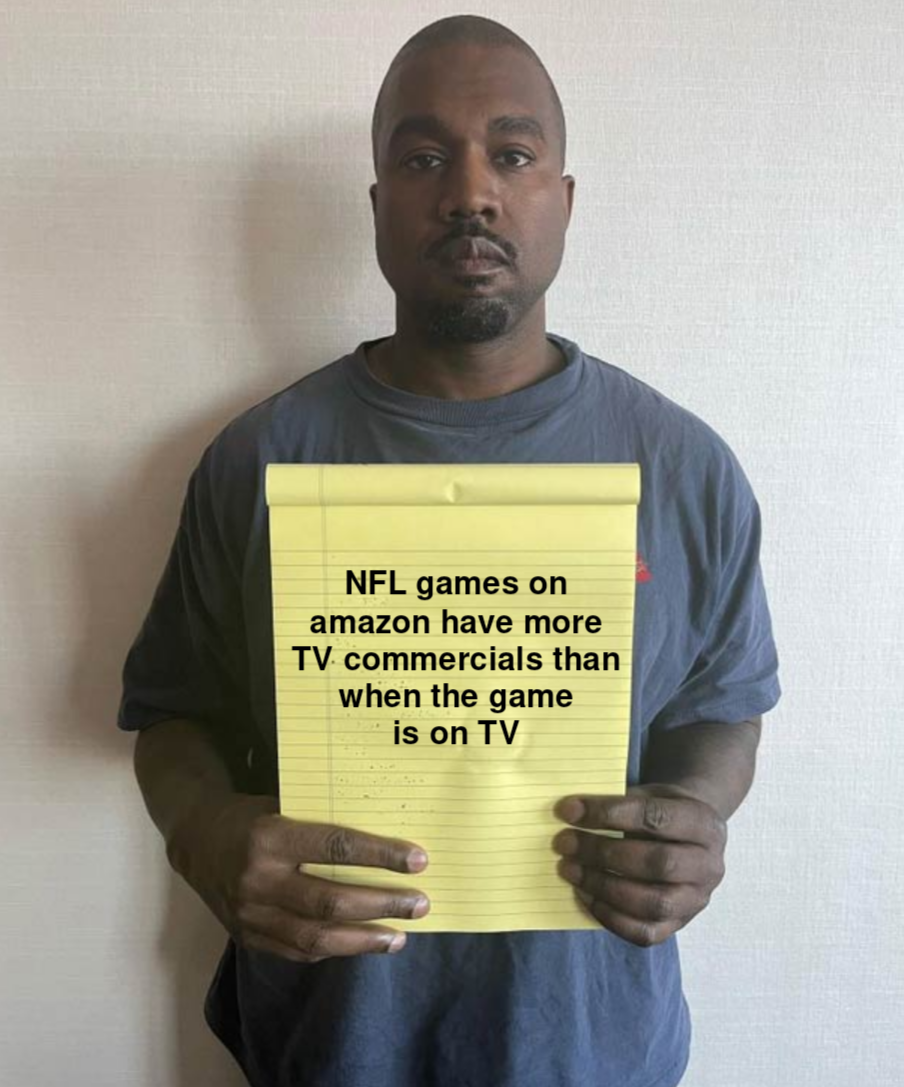 NFL games on
amazon have more
TV commercials than
when the game
is on TV